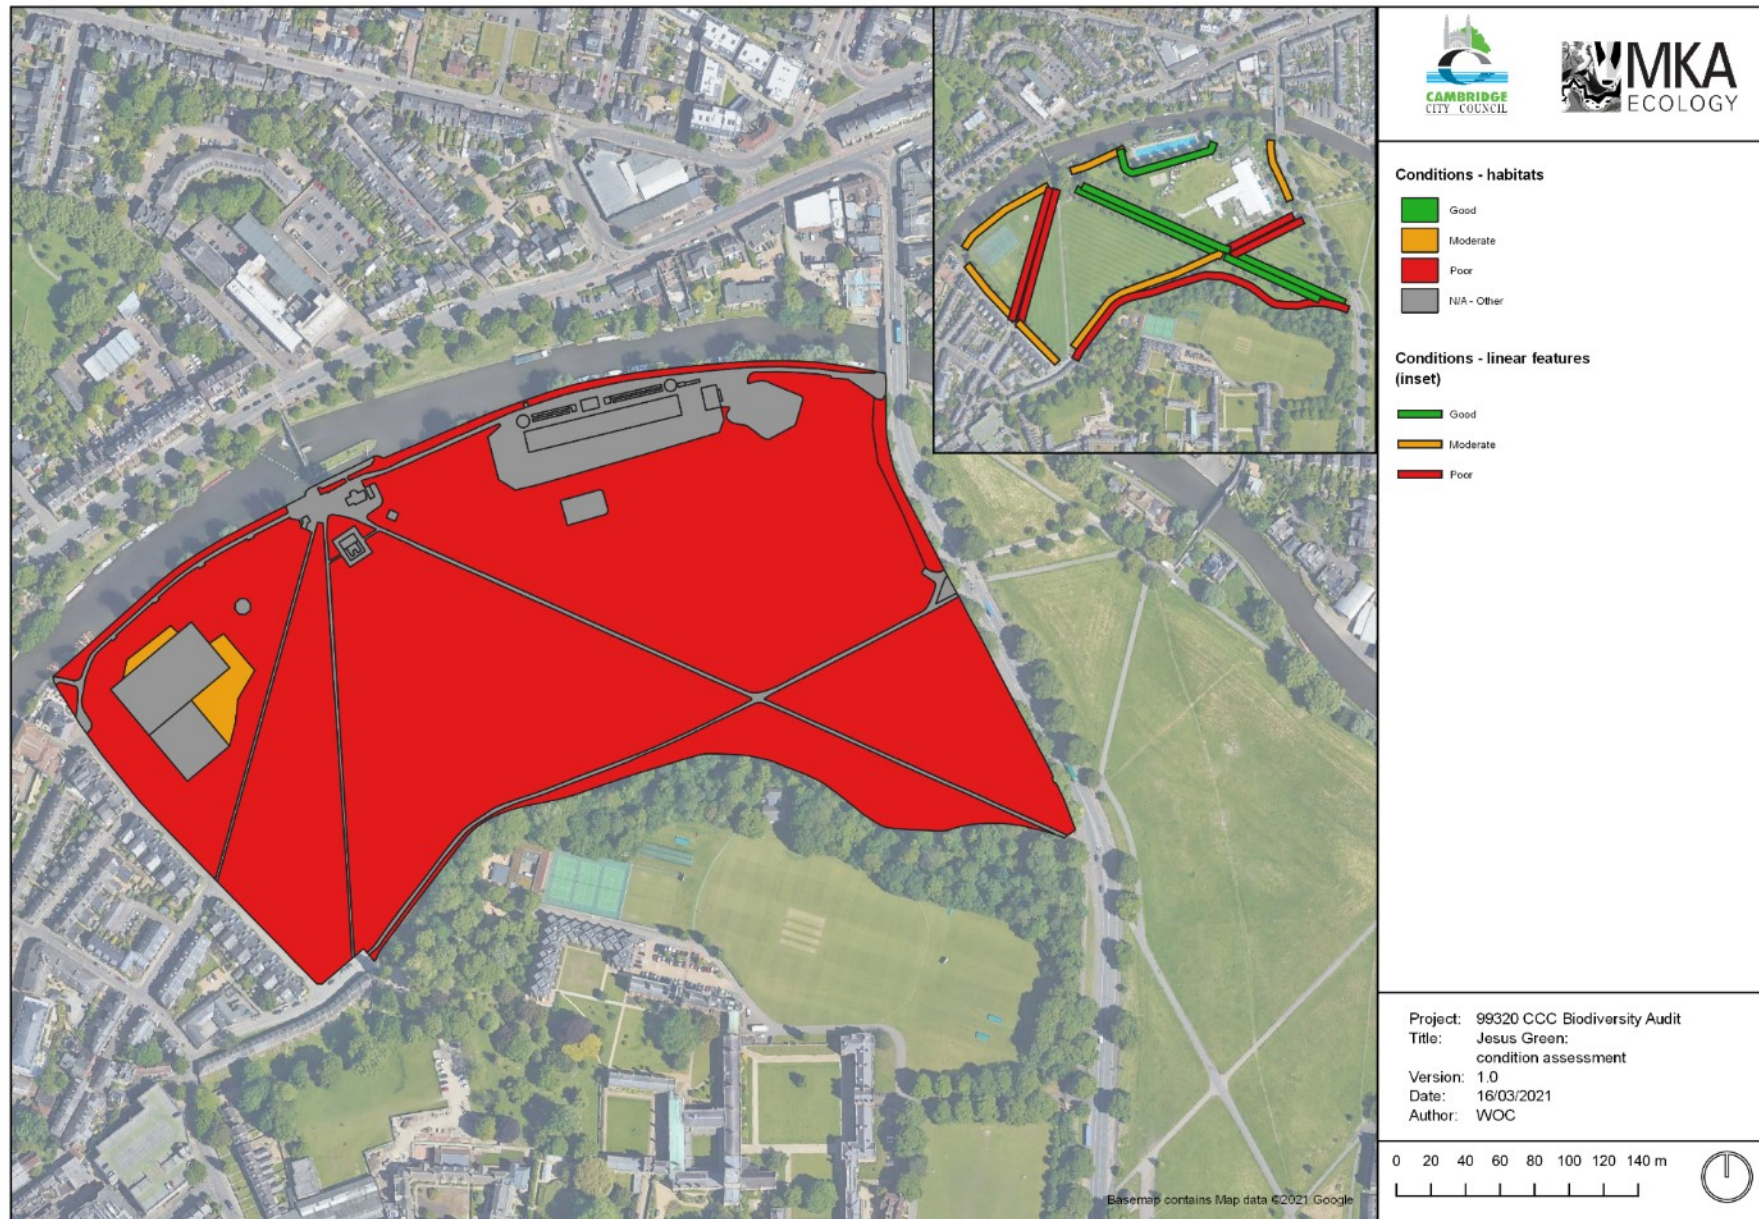 CAMBRIDGE
CITY COUNCIL
MKA
ECOLOGY
Conditions - habitats
Good
Moderate
Poor
N/A - Other
Conditions - linear features
(inset)
Good
Moderate
Poor
Project: 99320 CCC Biodiversity Audit
Title: Jesus Green:
condition assessment
Version: 1.0
Date: 16/03/2021
Author: WOC
0 20 40 60 80 100 120 140 m
Basemap contains Map data ©2021 Google